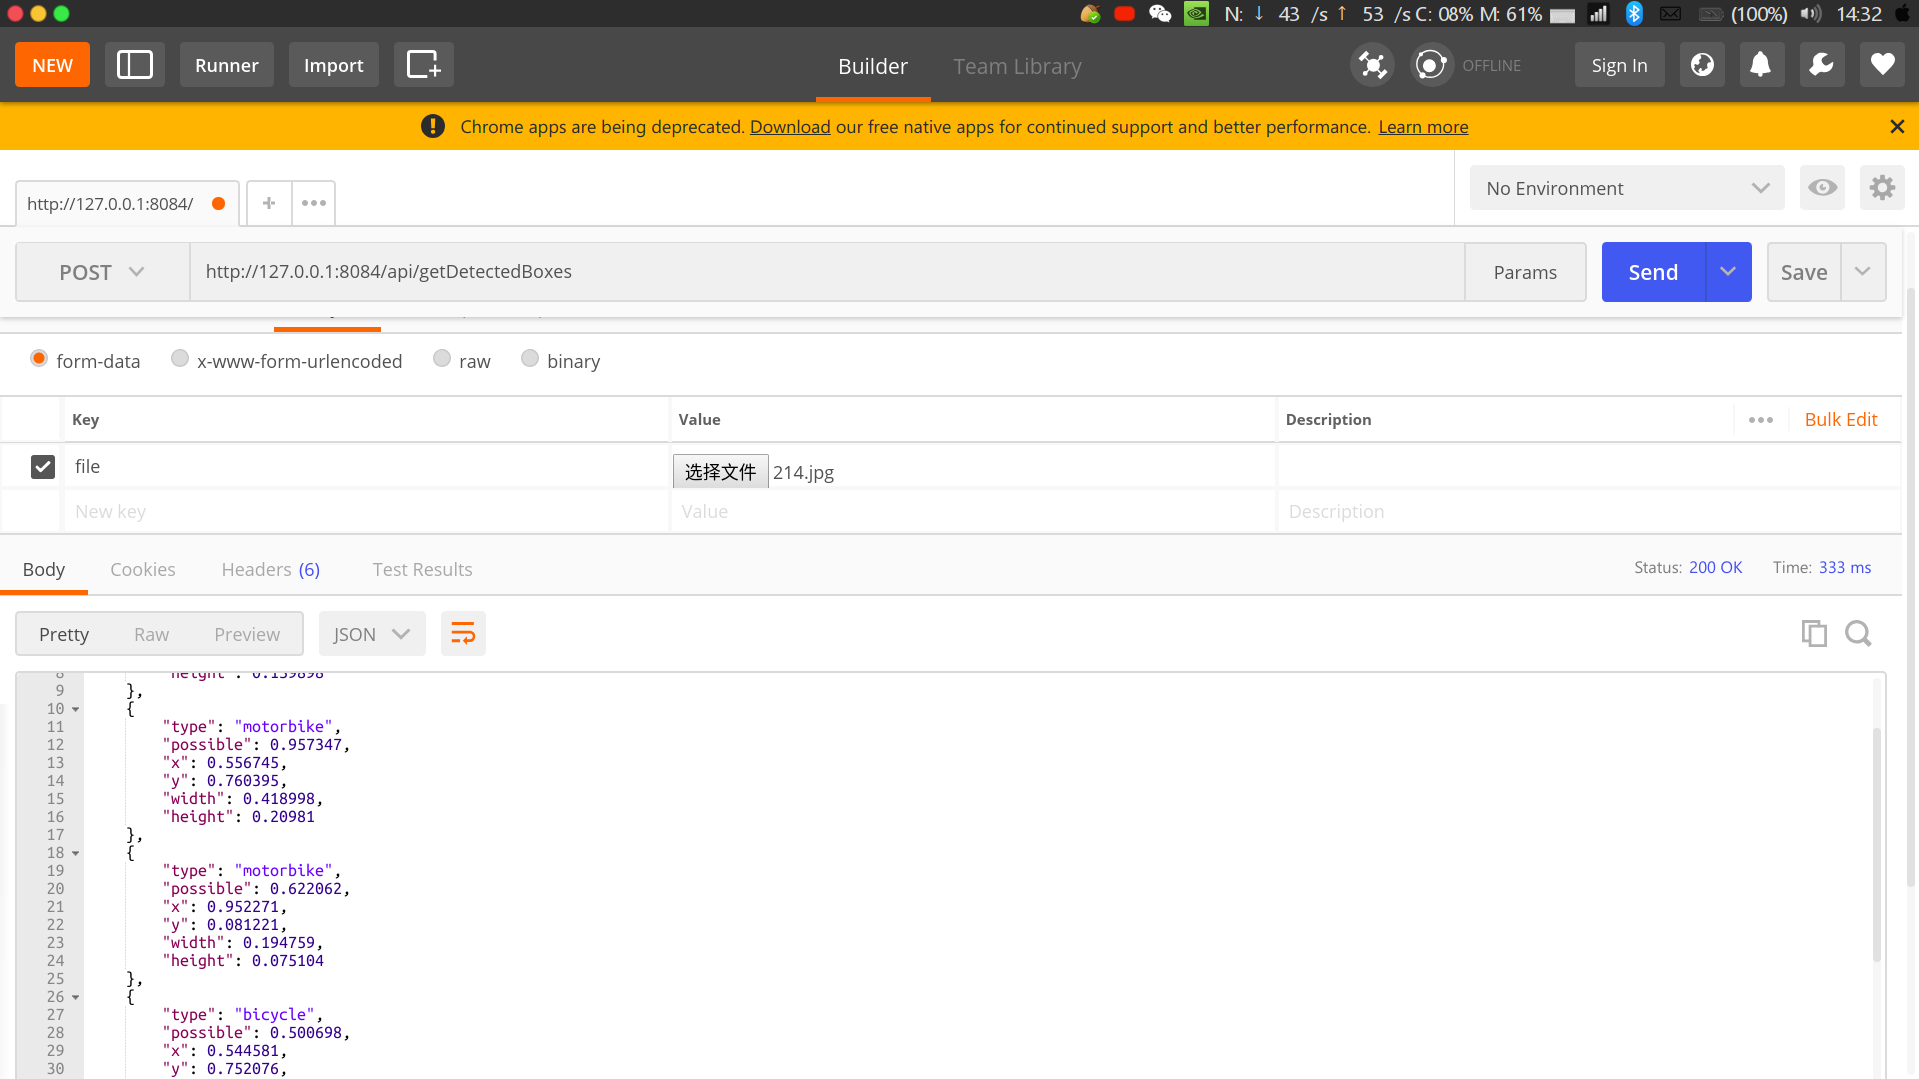 N: ↓ 43 /s ↑ 53 /s C: 08% M: 61% (100%) 14:32
NEW Runner Import Builder Team Library OFFLINE Sign In
Chrome apps are being deprecated. Download our free native apps for continued support and better performance. Learn more
http://127.0.0.1:8084/ + ••• No Environment
POST http://127.0.0.1:8084/api/getDetectedBoxes Params Send Save
form-data x-www-form-urlencoded raw binary
Key Value Description ••• Bulk Edit
file 选择文件 214.jpg
New key Value Description
Body Cookies Headers (6) Test Results Status: 200 OK Time: 333 ms
Pretty Raw Preview JSON
8 "height": 0.139898
9 },
10 {
11 "type": "motorbike",
12 "possible": 0.957347,
13 "x": 0.556745,
14 "y": 0.760395,
15 "width": 0.418998,
16 "height": 0.20981
17 },
18 {
19 "type": "motorbike",
20 "possible": 0.622062,
21 "x": 0.952271,
22 "y": 0.081221,
23 "width": 0.194759,
24 "height": 0.075104
25 },
26 {
27 "type": "bicycle",
28 "possible": 0.500698,
29 "x": 0.544581,
30 "y": 0.752076,